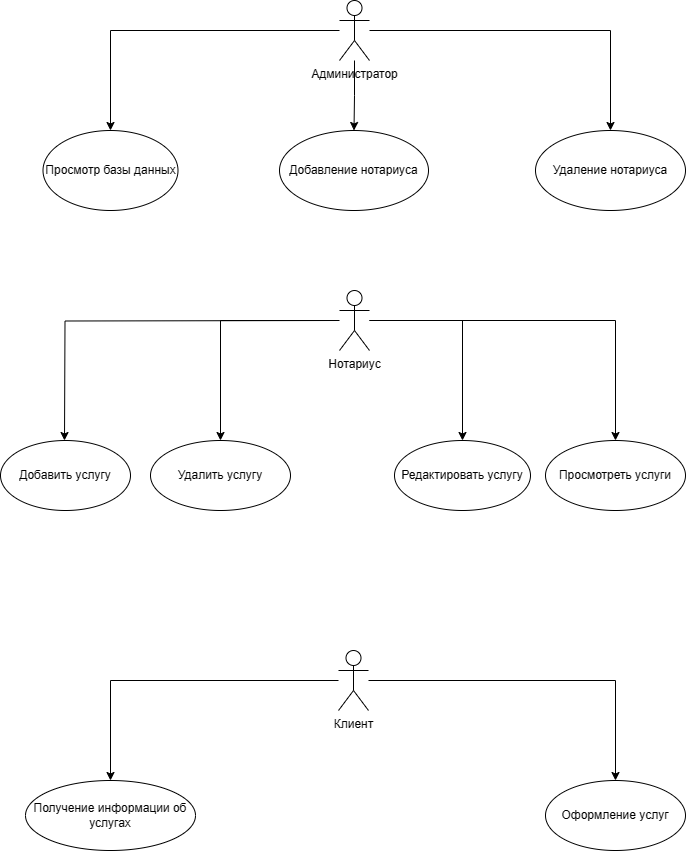 Администратор
Просмотр базы данных
Добавление нотариуса
Удаление нотариуса
Нотариус
Добавить услугу
Удалить услугу
Редактировать услугу
Просмотреть услуги
Клиент
Получение информации об
услугах
Оформление услуг